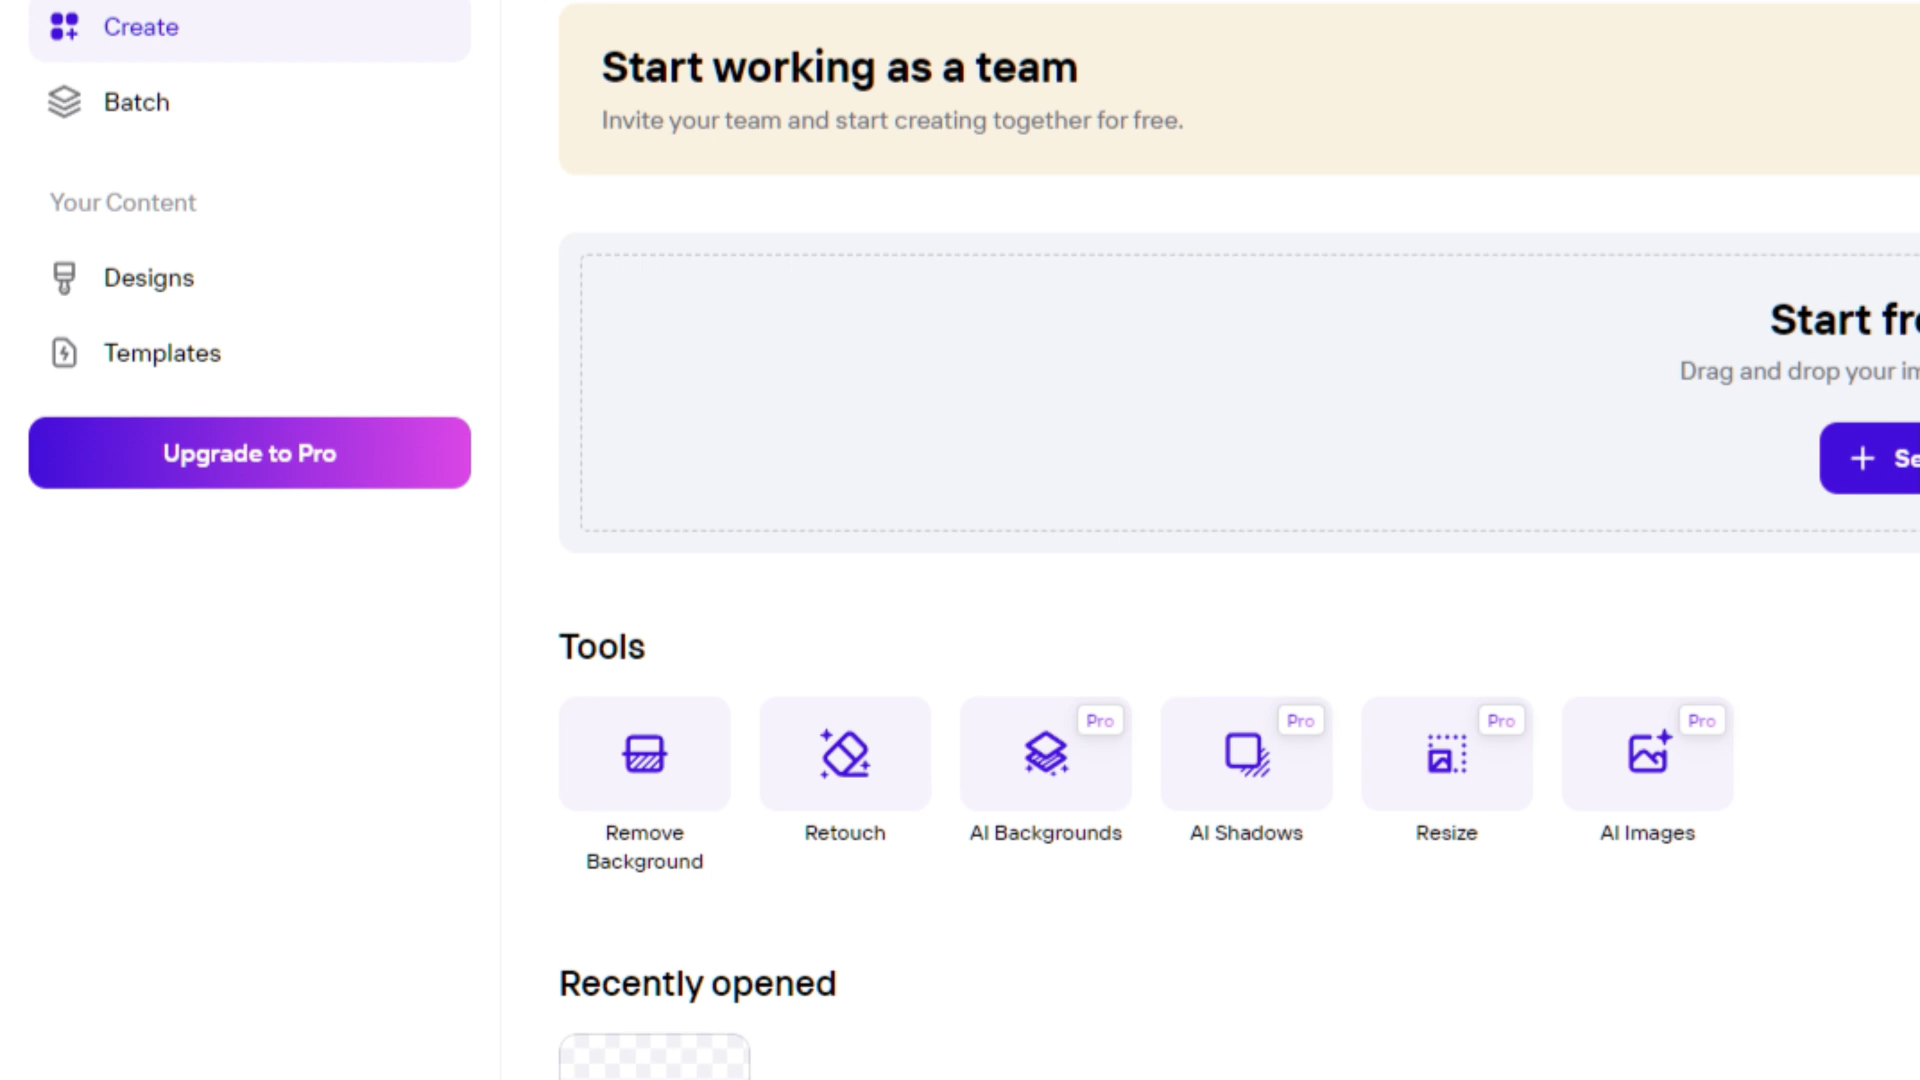 Create
Batch
Your Content
Designs
Templates
Upgrade to Pro
Start working as a team
Invite your team and start creating together for free.
Start
Drag and drop your
Tools
Pro
Pro
Pro
Pro
Remove
Background
Retouch
AI Backgrounds
AI Shadows
Resize
AI Images
Recently opened